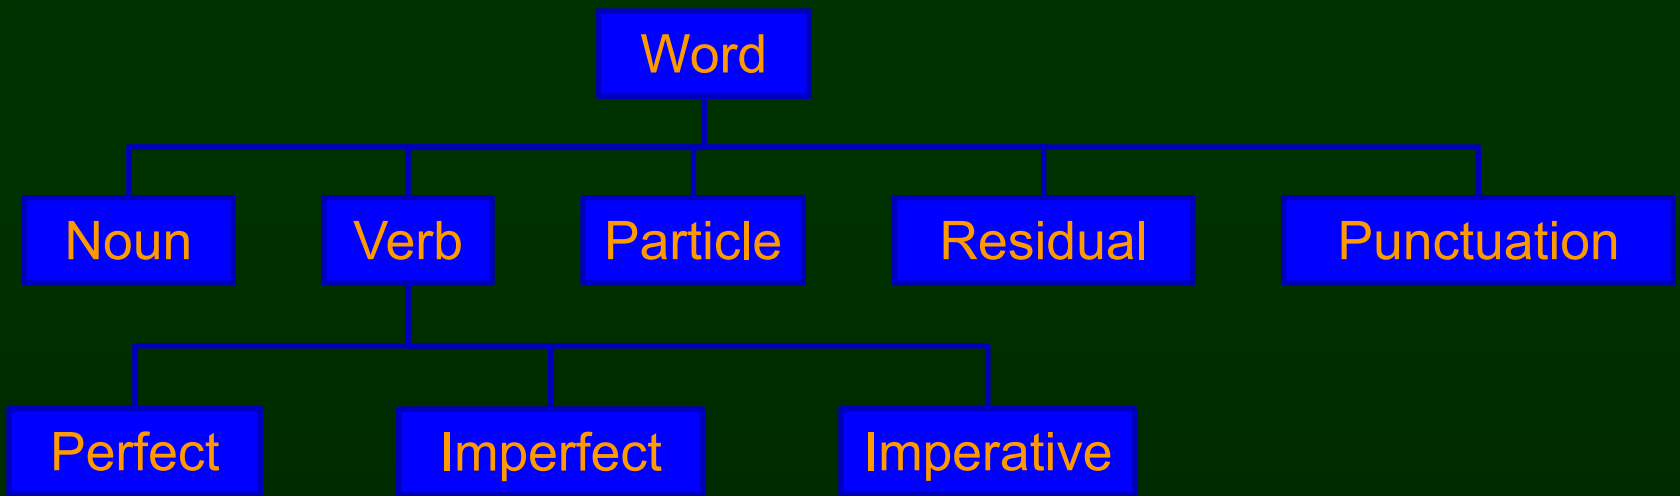 Word
Noun Verb Particle Residual Punctuation
Perfect Imperfect Imperative